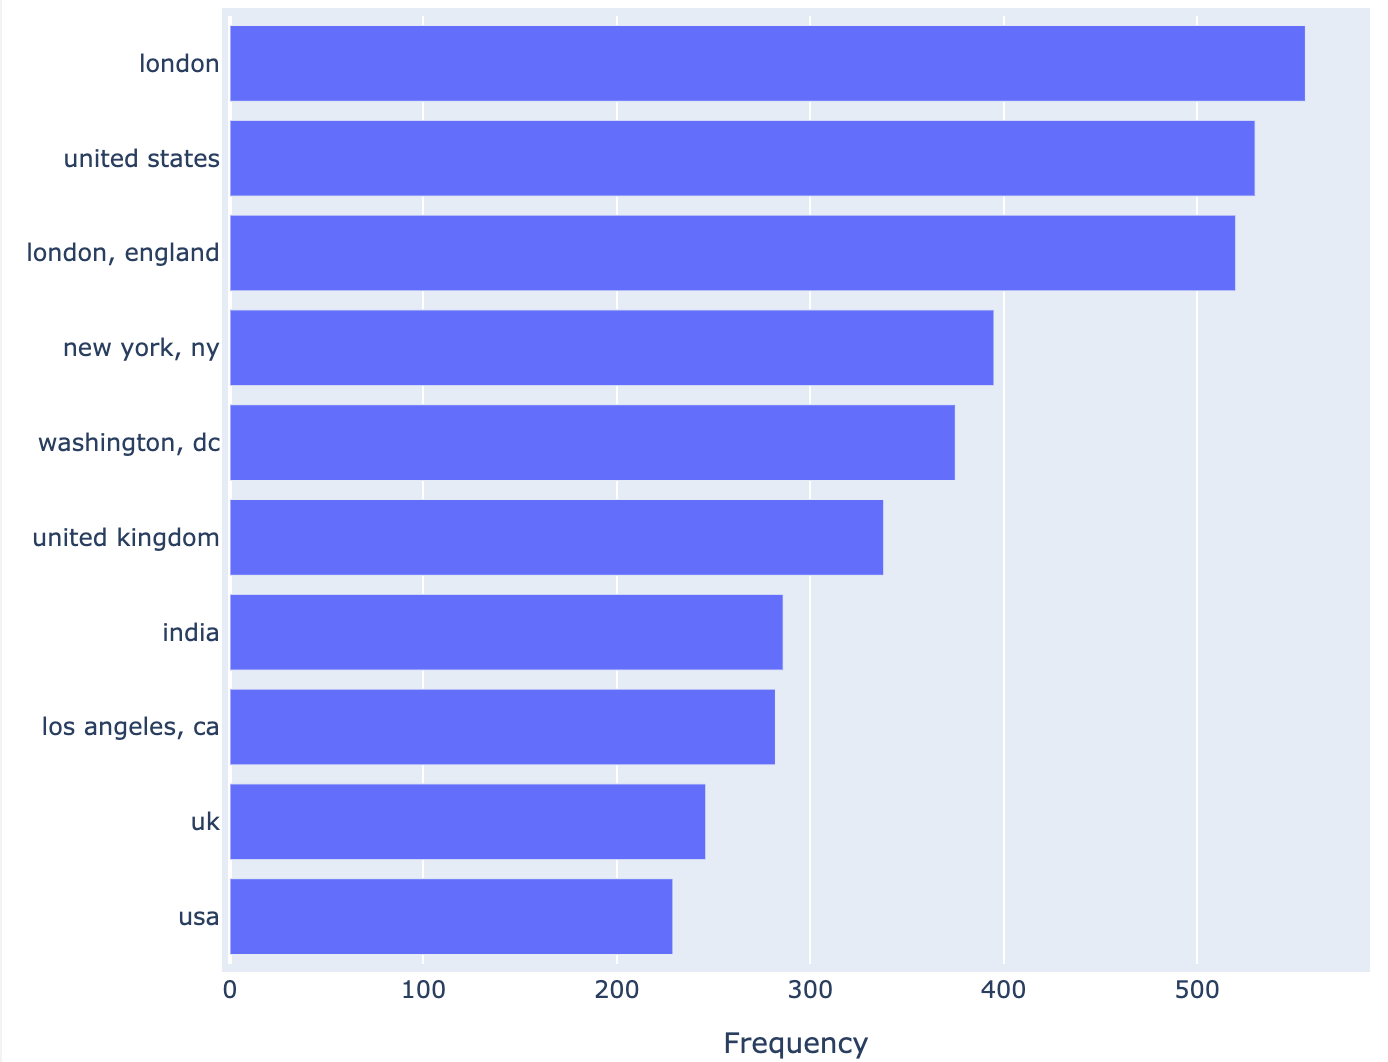 london
united states
london, england
new york, ny
washington, dc
united kingdom
india
los angeles, ca
uk
usa
0 100 200 300 400 500
Frequency